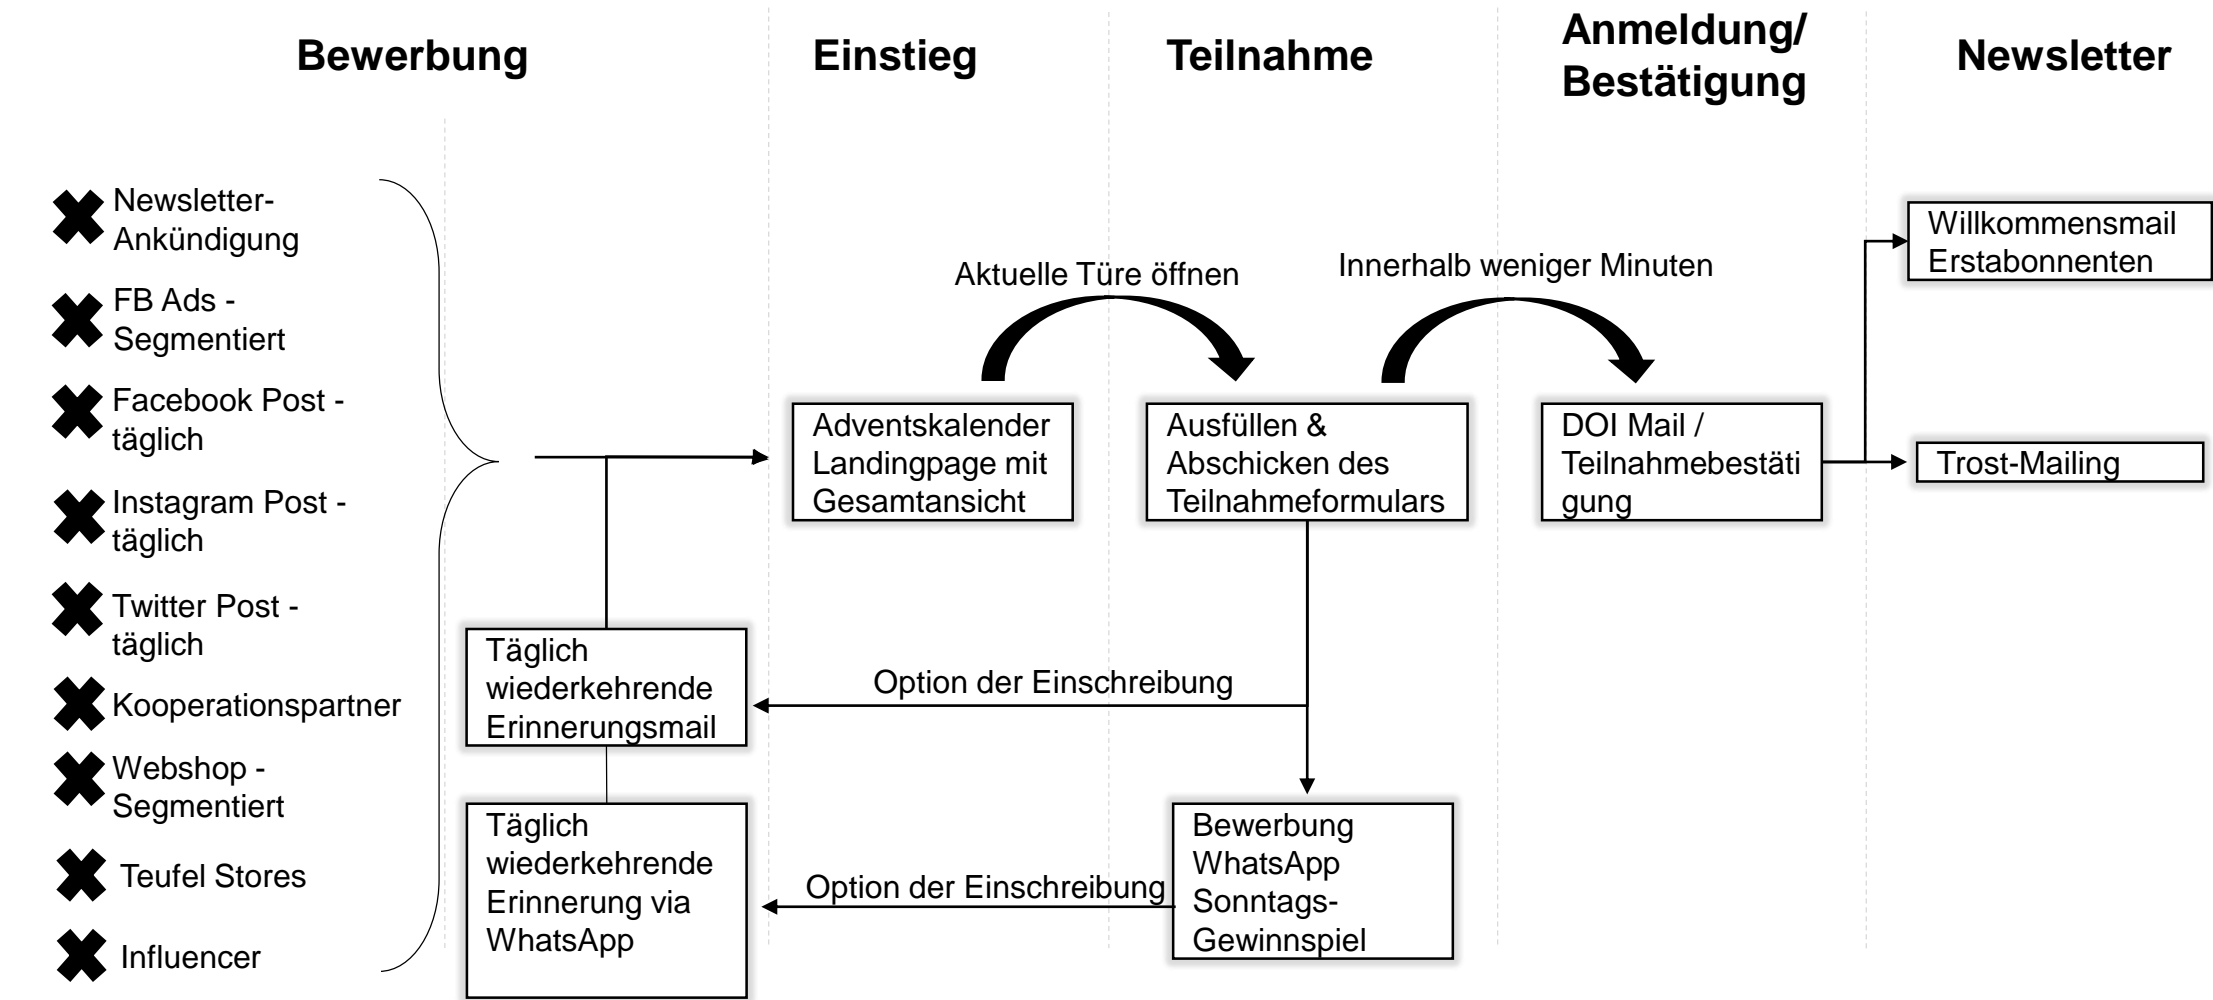 Bewerbung
Einstieg
Teilnahme
Anmeldung/
Bestätigung
Newsletter
Newsletter-
Ankündigung
FB Ads -
Segmentiert
Facebook Post -
täglich
Instagram Post -
täglich
Twitter Post -
täglich
Kooperationspartner
Webshop -
Segmentiert
Teufel Stores
Influencer
Täglich
wiederkehrende
Erinnerungsmail
Täglich
wiederkehrende
Erinnerung via
WhatsApp
Adventskalender
Landingpage mit
Gesamtansicht
Aktuelle Türe öffnen
Ausfüllen &
Abschicken des
Teilnahmeformulars
Option der Einschreibung
Bewerbung
WhatsApp
Sonntags-
Gewinnspiel
Option der Einschreibung
Innerhalb weniger Minuten
DOI Mail /
Teilnahmebestäti
gung
Willkommensmail
Erstabonnenten
Trost-Mailing